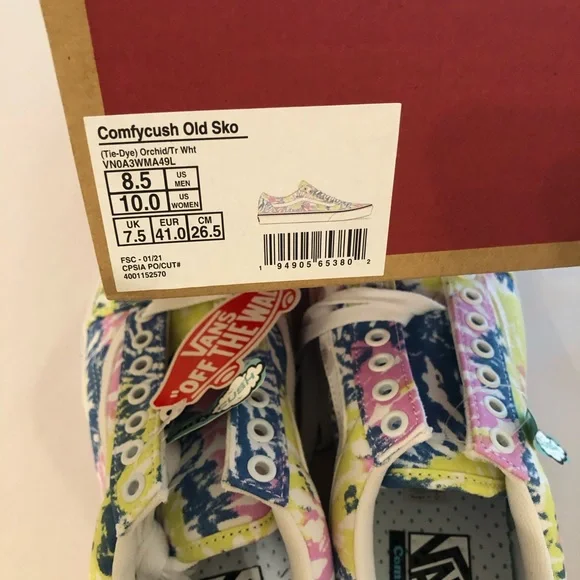 Comfycush Old Sko
(Tie-Dye) Orchid/Tr Wht
VN0A3WMA49L
8.5 US MEN
10.0 US WOMEN
UK EUR CM
7.5 41.0 26.5
FSC - 01/21
CPSIA PO/CUT#
4001152570
1 94905 65380 2
VANS
"OFF THE WALL"